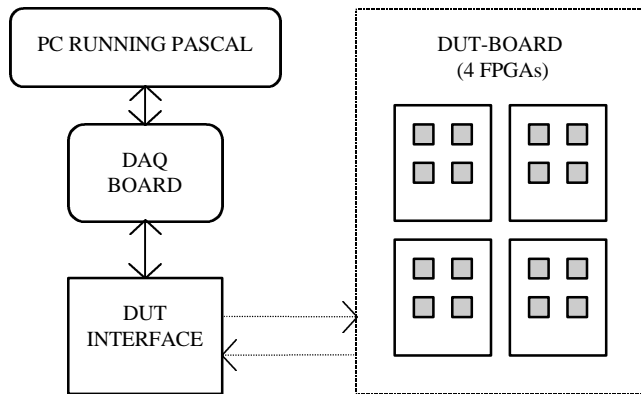 PC RUNNING PASCAL
DUT-BOARD
(4 FPGAs)
DAQ
BOARD
DUT
INTERFACE